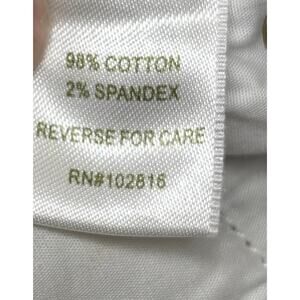 98% COTTON
2% SPANDEX
REVERSE FOR CARE
RN#102816